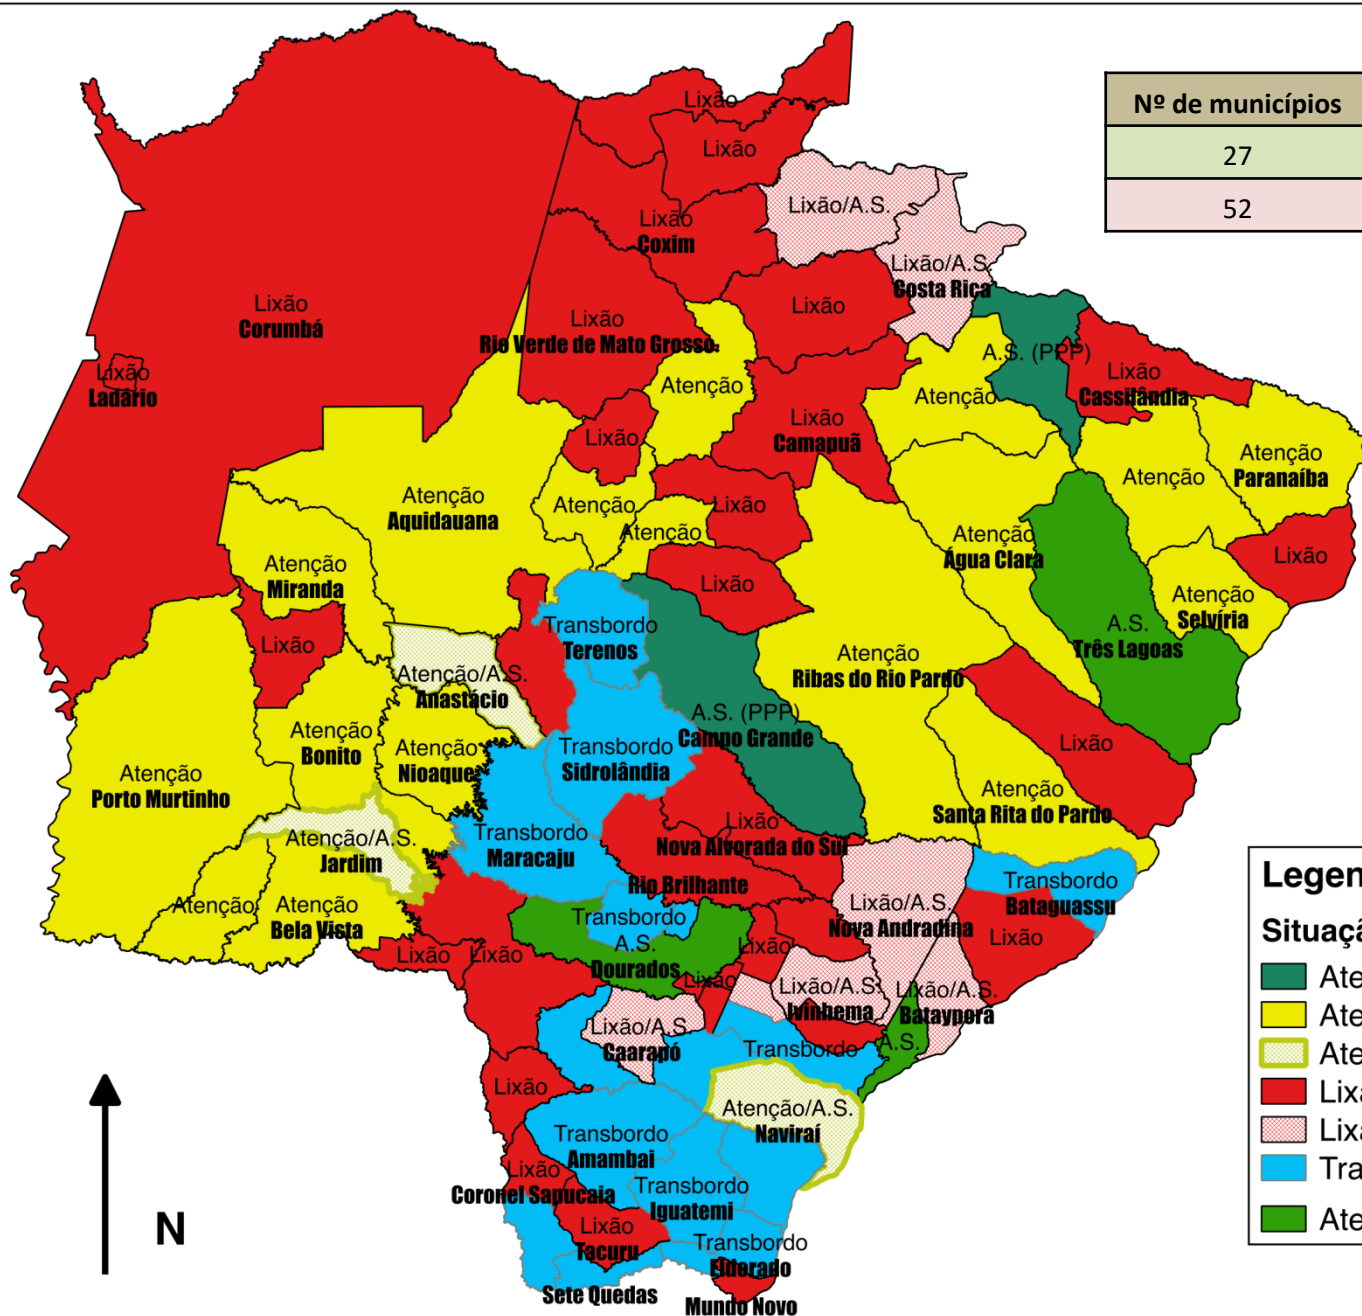 Nº de municípios
27
52
Lixão
Lixão
Lixão/A.S.
Lixão
Coxim
Lixão/A.S.
Costa Rica
Lixão
Corumbá
Lixão
Rio Verde de Mato Grosso
Lixão
A.S. (PPP)
Lixão
Ladário
Atenção
Atenção
Lixão
Cassilândia
Lixão
Lixão
Camapuã
Atenção
Paranaíba
Atenção
Atenção
Aquidauana
Atenção
Lixão
Atenção
Atenção
Água Clara
Lixão
Atenção
Miranda
Lixão
Atenção
Selvíria
Transbordo
Terenos
A.S.
Três Lagoas
Lixão
Atenção
Ribas do Rio Pardo
Atenção/A.S.
Anastácio
A.S. (PPP)
Campo Grande
Atenção
Bonito
Atenção
Nioaque
Transbordo
Sidrolândia
Lixão
Atenção
Porto Murtinho
Atenção
Santa Rita do Pardo
Atenção/A.S.
Jardim
Transbordo
Maracaju
Lixão
Nova Alvorada do Sul
Rio Brilhante
Transbordo
Bataguassu
Atenção
Atenção
Bela Vista
Transbordo
Lixão/A.S.
Nova Andradina
Lixão
A.S.
Dourados
Lixão
Lixão
Lixão
Lixão
Lixão/A.S.
Ivinhema
Lixão/A.S.
Batayporã
Lixão/A.S.
Caarapó
Transbordo
A.S.
Lixão
Atenção/A.S.
Naviraí
Transbordo
Amambai
Lixão
Coronel Sapucaia
Transbordo
Iguatemi
Lixão
Tacuru
Transbordo
Eldorado
Sete Quedas
Mundo Novo
N
Legen
Situaçã
Ate
Ate
Ate
Lixã
Lixã
Tra
Ate